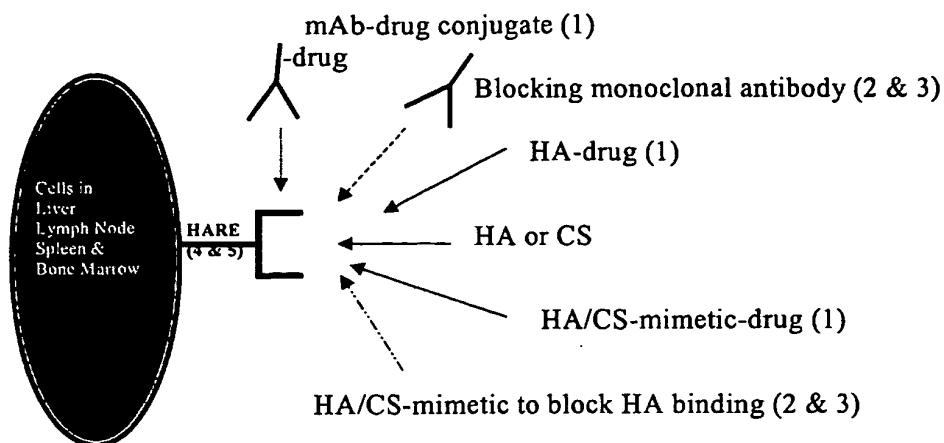 mAb-drug conjugate (1)
-drug
Blocking monoclonal antibody (2 & 3)
HA-drug (1)
Cells in
Liver
Lymph Node
Spleen &
Bone Marrow
HARE
(4 & 5)
HA or CS
HA/CS-mimetic-drug (1)
HA/CS-mimetic to block HA binding (2 & 3)